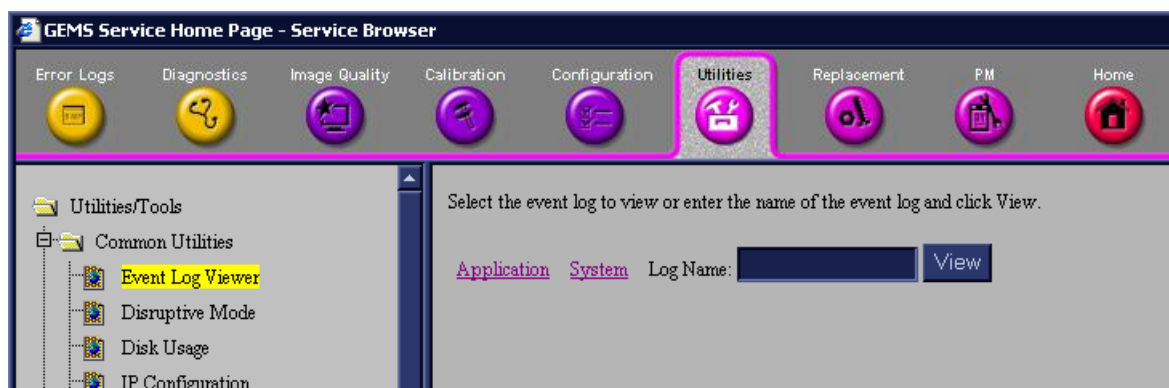 GEMS Service Home Page - Service Browser
Error Logs Diagnostics Image Quality Calibration Configuration Utilities Replacement PM Home
Utilities/Tools
Common Utilities
Event Log Viewer
Disruptive Mode
Disk Usage
IP Configuration
Select the event log to view or enter the name of the event log and click View.
Application System Log Name: View